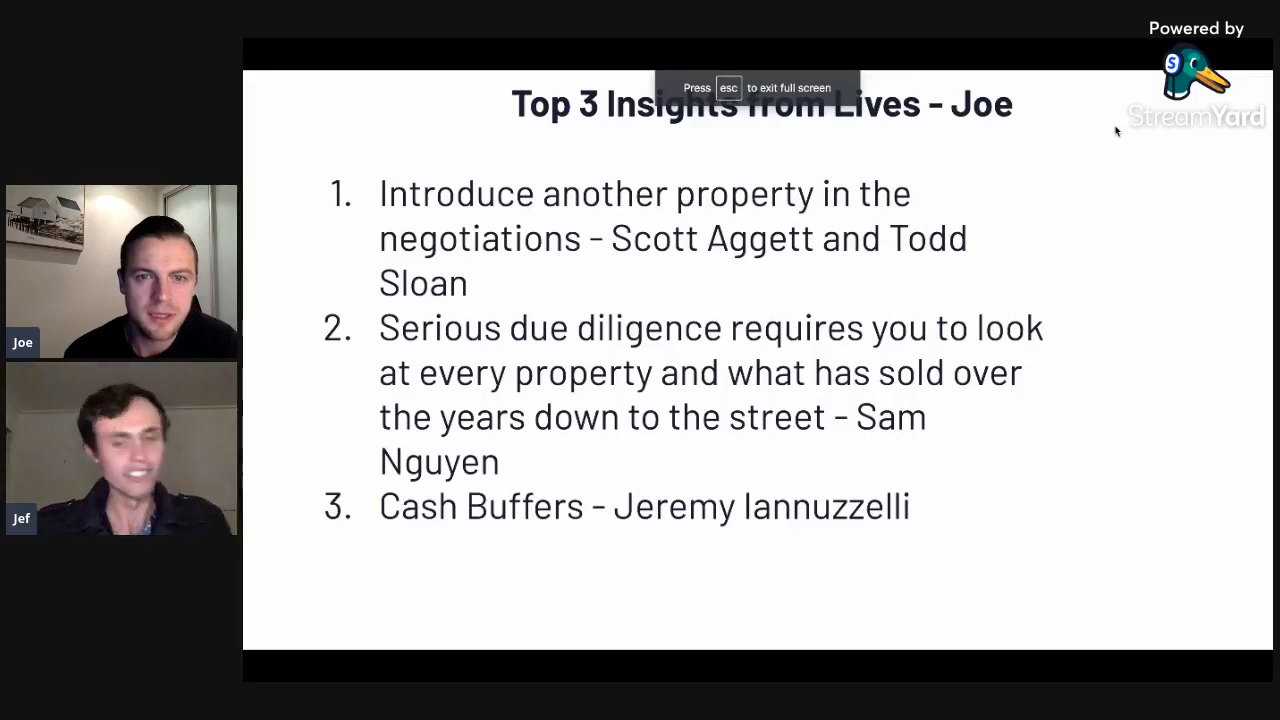 Powered by
StreamYard
Press esc to exit full screen
Top 3 Insights from Lives - Joe
1. Introduce another property in the
negotiations - Scott Aggett and Todd
Sloan
2. Serious due diligence requires you to look
at every property and what has sold over
the years down to the street - Sam
Nguyen
3. Cash Buffers - Jeremy Iannuzzelli
Joe
Jef